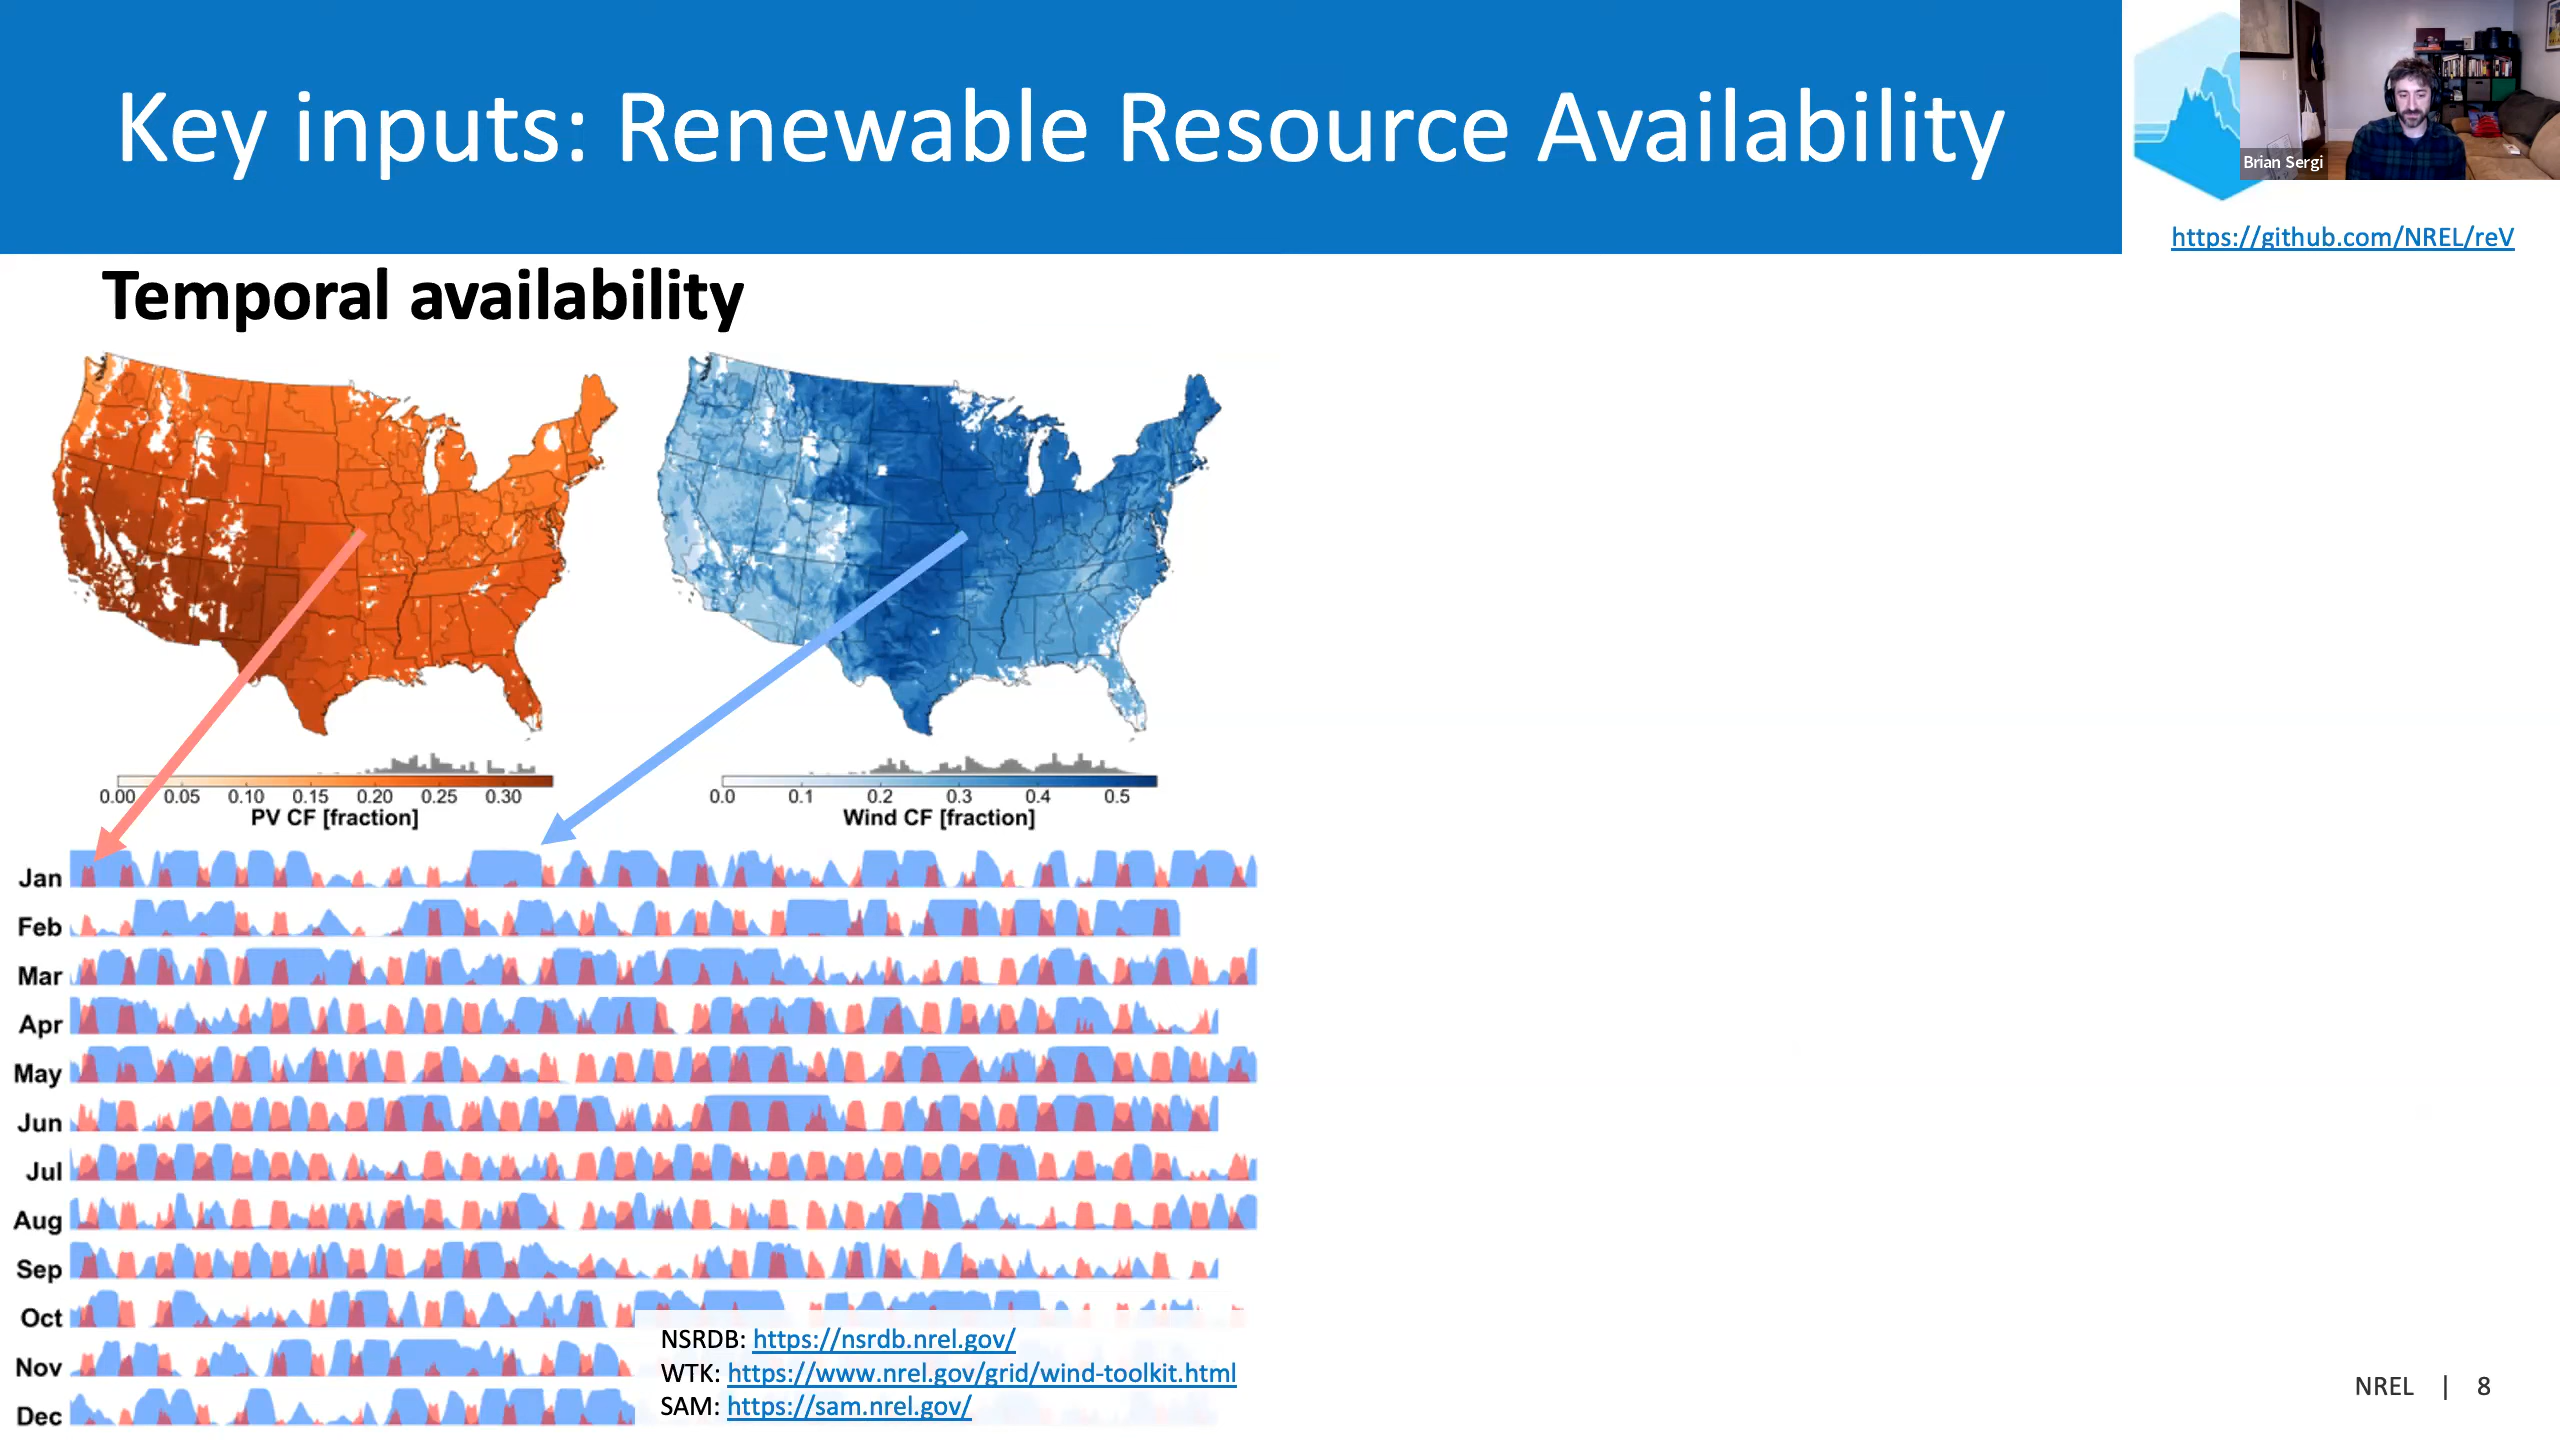 Key inputs: Renewable Resource Availability
Brian Sergi
https://github.com/NREL/reV
Temporal availability
0.00 0.05 0.10 0.15 0.20 0.25 0.30
PV CF [fraction]
0.0 0.1 0.2 0.3 0.4 0.5
Wind CF [fraction]
Jan
Feb
Mar
Apr
May
Jun
Jul
Aug
Sep
Oct
Nov
Dec
NSRDB: https://nsrdb.nrel.gov/
WTK: https://www.nrel.gov/grid/wind-toolkit.html
SAM: https://sam.nrel.gov/
NREL | 8